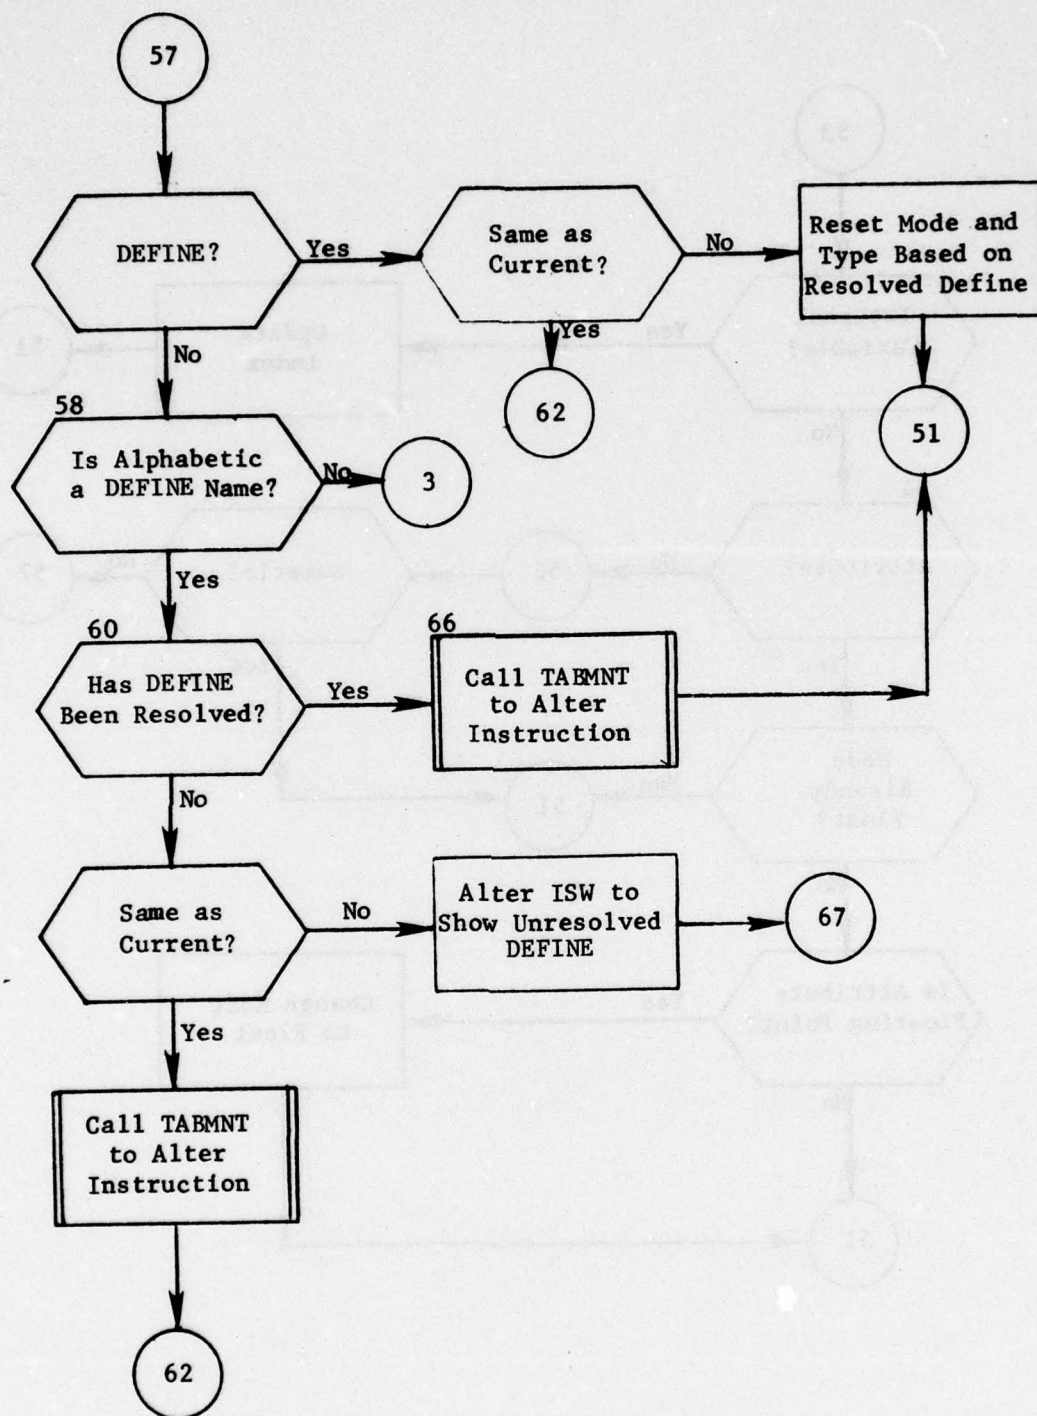 57
DEFINE?
Yes
Same as
Current?
No
Reset Mode and
Type Based on
Resolved Define
No
Yes
62
51
58
Is Alphabetic
a DEFINE Name?
No
3
Yes
60
Has DEFINE
Been Resolved?
Yes
66
Call TABMNT
to Alter
Instruction
No
Same as
Current?
No
Alter ISW to
Show Unresolved
DEFINE
67
Yes
Call TABMNT
to Alter
Instruction
62